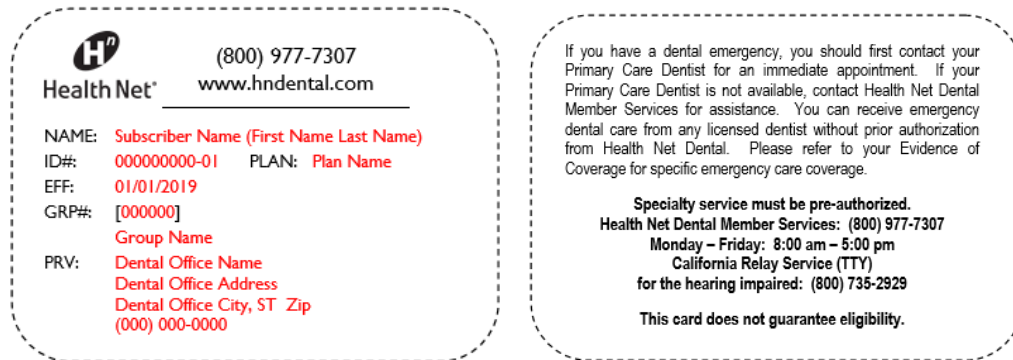 Hn
Health Net®
(800) 977-7307
www.hndental.com
NAME: Subscriber Name (First Name Last Name)
ID#: 000000000-01 PLAN: Plan Name
EFF: 01/01/2019
GRP#: [000000]
Group Name
PRV: Dental Office Name
Dental Office Address
Dental Office City, ST Zip
(000) 000-0000
If you have a dental emergency, you should first contact your
Primary Care Dentist for an immediate appointment. If your
Primary Care Dentist is not available, contact Health Net Dental
Member Services for assistance. You can receive emergency
dental care from any licensed dentist without prior authorization
from Health Net Dental. Please refer to your Evidence of
Coverage for specific emergency care coverage.
Specialty service must be pre-authorized.
Health Net Dental Member Services: (800) 977-7307
Monday – Friday: 8:00 am – 5:00 pm
California Relay Service (TTY)
for the hearing impaired: (800) 735-2929
This card does not guarantee eligibility.